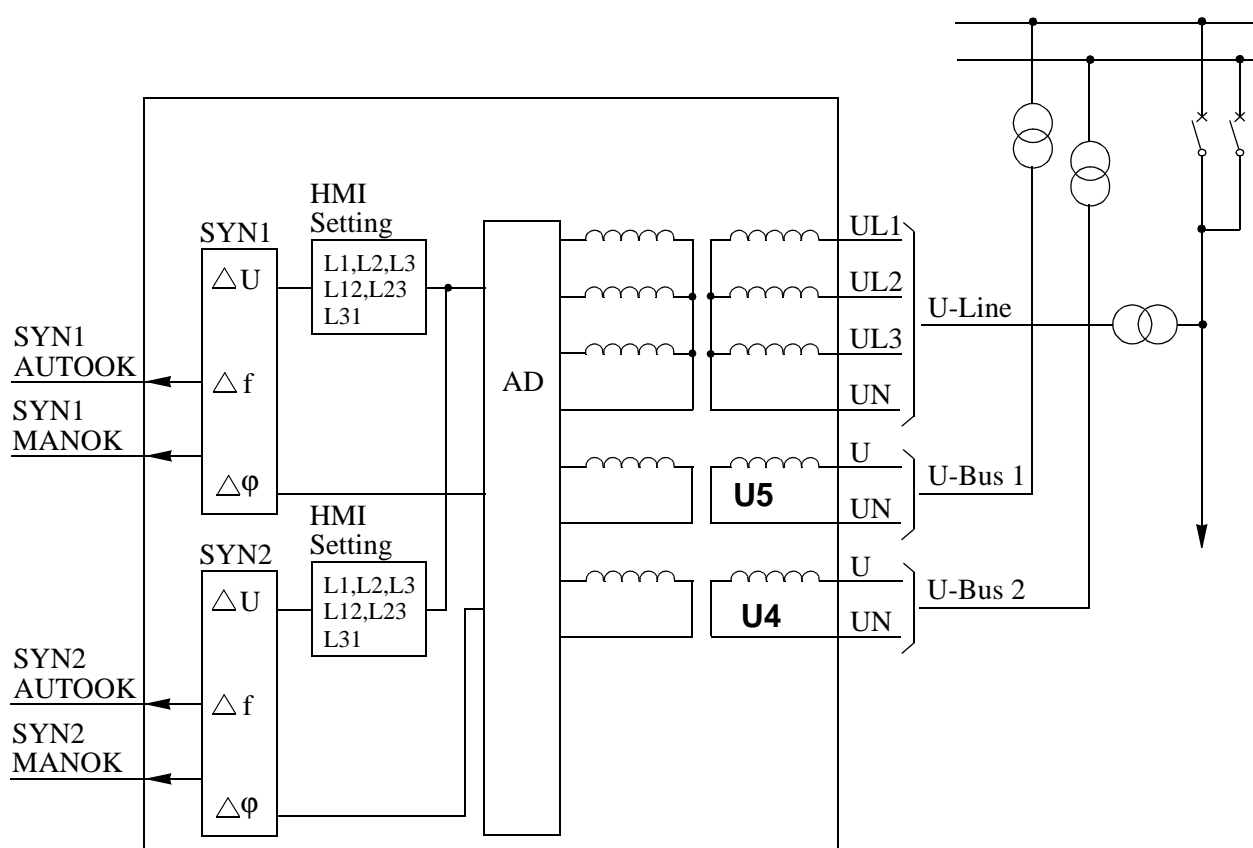 HMI
Setting
SYN1
△U
L1,L2,L3
L12,L23
L31
SYN1
AUTOOK
△f
SYN1
MANOK
△φ
AD
UL1
UL2
U-Line
UL3
UN
U
U5
U-Bus 1
UN
HMI
Setting
SYN2
△U
L1,L2,L3
L12,L23
L31
U
U-Bus 2
U4
UN
SYN2
AUTOOK
△f
SYN2
MANOK
△φ